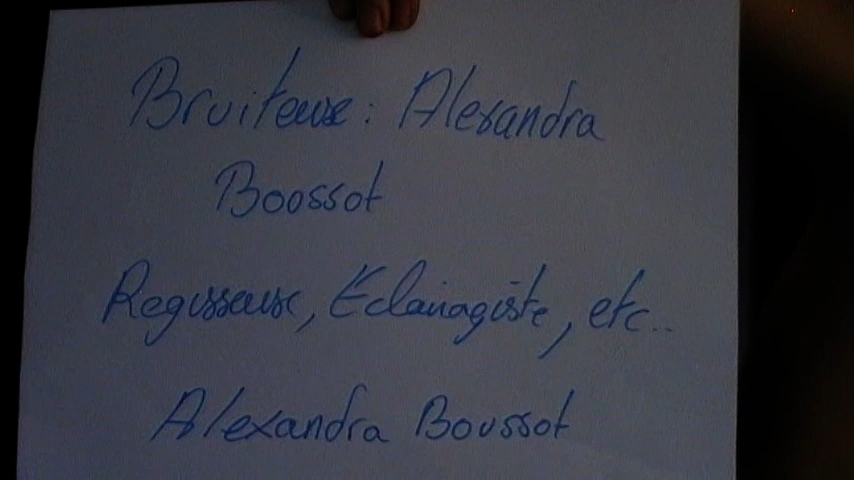 Bruiteuse : Alexandra
Boossot
Regisseuse, Eclairagiste, etc..
Alexandra Boussot